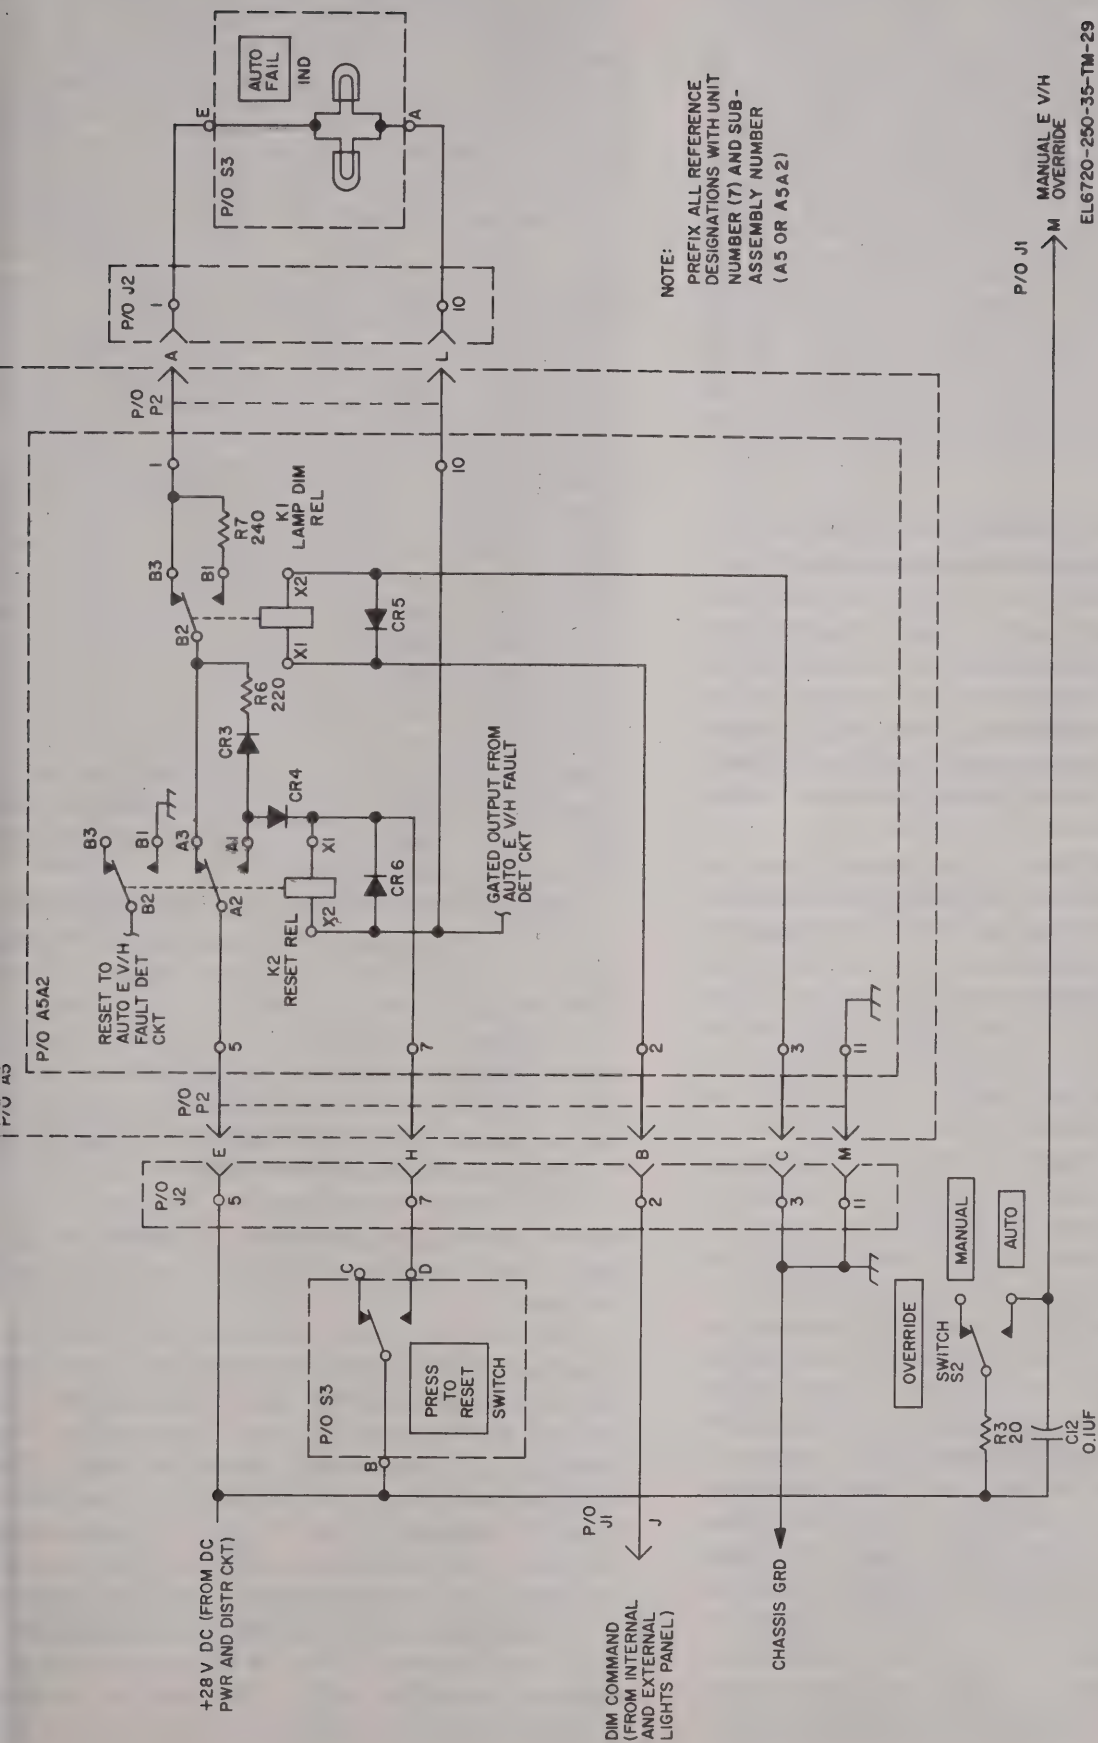 AUTO
FAIL
IND
E
A
P/O S3
P/O J2
1
10
A
L
P/O
P2
1
10
R7
240
K1
LAMP DIM
REL
B3
B1
B2
X2
X1
CR5
R6
220
CR3
CR4
B3
B1
A3
A1
X1
B2
A2
X2
CR6
K2
RESET REL
GATED OUTPUT FROM
AUTO E V/H FAULT
DET CKT
RESET TO
AUTO E V/H
FAULT DET
CKT
P/O A5A2
P/O A5
5
7
2
3
11
P/O
P2
E
H
B
C
M
P/O
J2
5
7
2
3
11
C
D
B
P/O S3
PRESS
TO
RESET
SWITCH
+28V DC (FROM DC
PWR AND DISTR CKT)
P/O
J1
J
DIM COMMAND
(FROM INTERNAL
AND EXTERNAL
LIGHTS PANEL)
CHASSIS GRD
OVERRIDE
SWITCH
S2
MANUAL
AUTO
R3
20
C12
0.1UF
NOTE:
PREFIX ALL REFERENCE
DESIGNATIONS WITH UNIT
NUMBER (7) AND SUB-
ASSEMBLY NUMBER
(A5 OR A5A2)
P/O J1
M
MANUAL E V/H
OVERRIDE
EL6720-250-35-TM-29